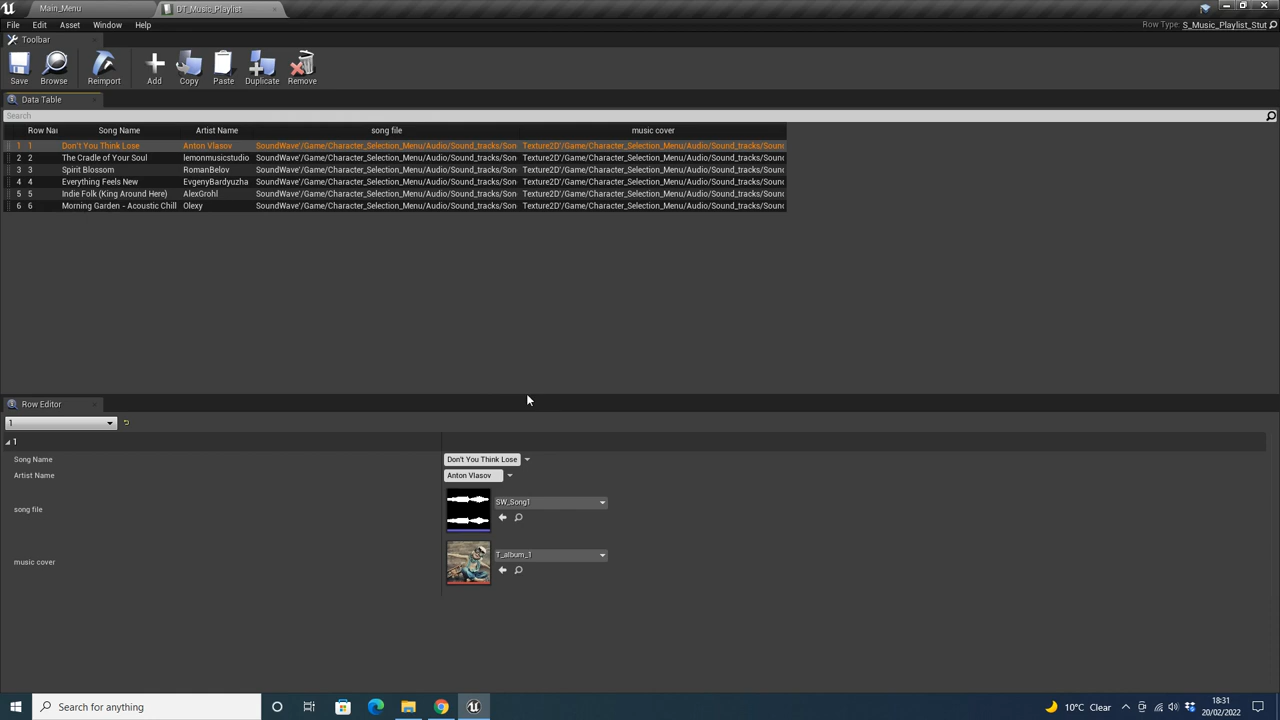 Main_Menu
DT_Music_Playlist
File Edit Asset Window Help
Row Type: S_Music_Playlist_Stut
Toolbar
Save Browse Reimport Add Copy Paste Duplicate Remove
Data Table
Search
Row Nar Song Name Artist Name song file music cover
1 1 Don't You Think Lose Anton Vlasov SoundWave'/Game/Character_Selection_Menu/Audio/Sound_tracks/Son Texture2D'/Game/Character_Selection_Menu/Audio/Sound_tracks/Sound
2 2 The Cradle of Your Soul lemonmusicstudio SoundWave'/Game/Character_Selection_Menu/Audio/Sound_tracks/Son Texture2D'/Game/Character_Selection_Menu/Audio/Sound_tracks/Sound
3 3 Spirit Blossom RomanBelov SoundWave'/Game/Character_Selection_Menu/Audio/Sound_tracks/Son Texture2D'/Game/Character_Selection_Menu/Audio/Sound_tracks/Sound
4 4 Everything Feels New EvgenyBardyuzha SoundWave'/Game/Character_Selection_Menu/Audio/Sound_tracks/Son Texture2D'/Game/Character_Selection_Menu/Audio/Sound_tracks/Sound
5 5 Indie Folk (King Around Here) AlexGrohl SoundWave'/Game/Character_Selection_Menu/Audio/Sound_tracks/Son Texture2D'/Game/Character_Selection_Menu/Audio/Sound_tracks/Sound
6 6 Morning Garden - Acoustic Chill Olexy SoundWave'/Game/Character_Selection_Menu/Audio/Sound_tracks/Son Texture2D'/Game/Character_Selection_Menu/Audio/Sound_tracks/Sound
Row Editor
1
1
Song Name Don't You Think Lose
Artist Name Anton Vlasov
song file SW_Song1
music cover T_album_1
Search for anything
10°C Clear
18:31
20/02/2022